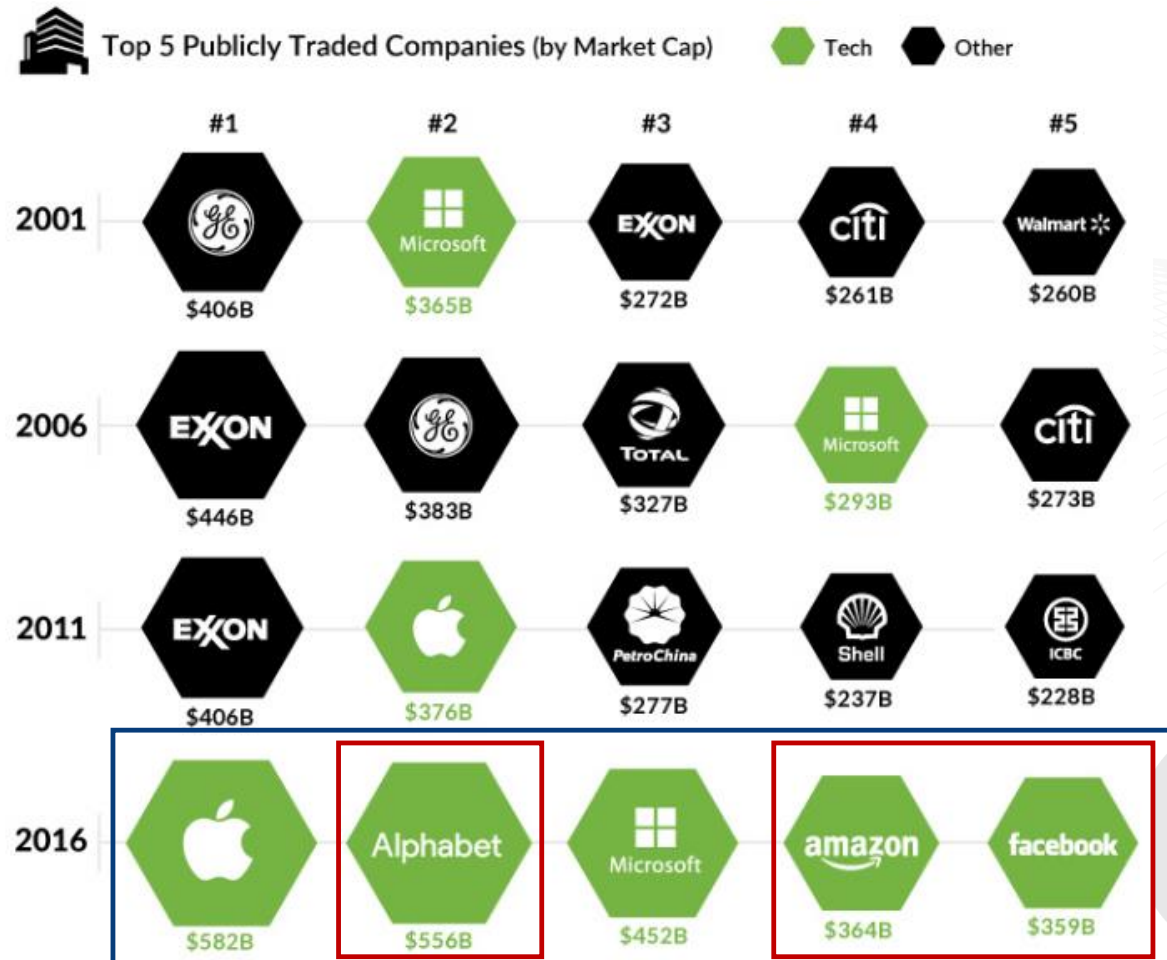 Top 5 Publicly Traded Companies (by Market Cap) Tech Other
#1 #2 #3 #4 #5
2001 GE Microsoft EXXON citi Walmart
$406B $365B $272B $261B $260B
2006 EXXON GE TOTAL Microsoft citi
$446B $383B $327B $293B $273B
2011 EXXON PetroChina Shell ICBC
$406B $376B $277B $237B $228B
2016 Alphabet Microsoft amazon facebook
$582B $556B $452B $364B $359B